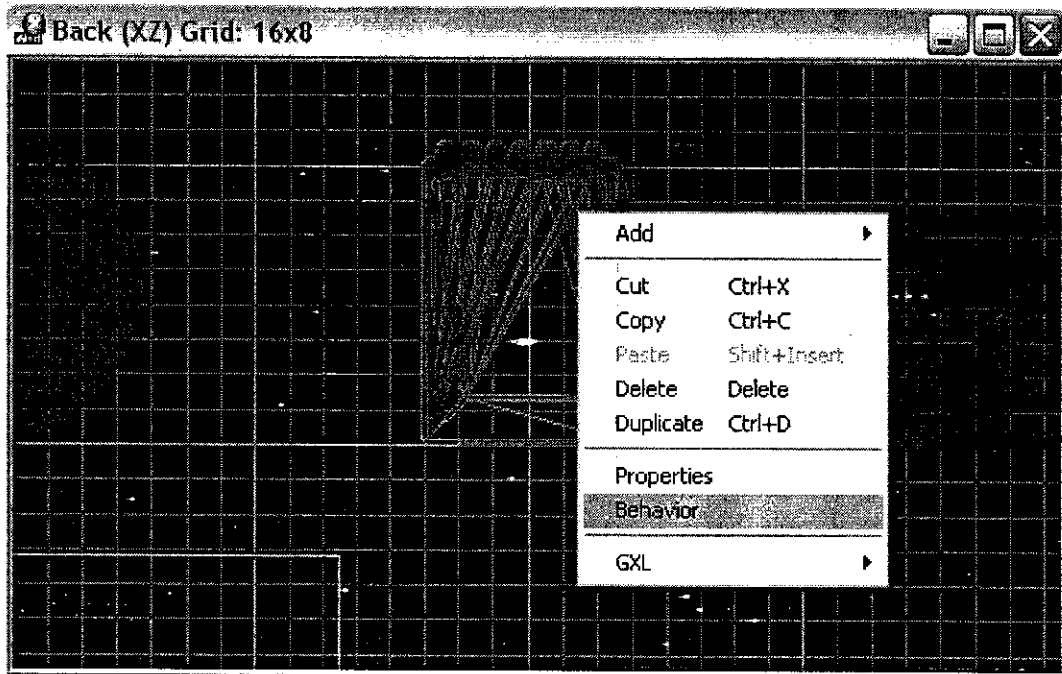 Back (XZ) Grid: 16x8
Add
Cut Ctrl+X
Copy Ctrl+C
Paste Shift+Insert
Delete Delete
Duplicate Ctrl+D
Properties
Behavior
GXL